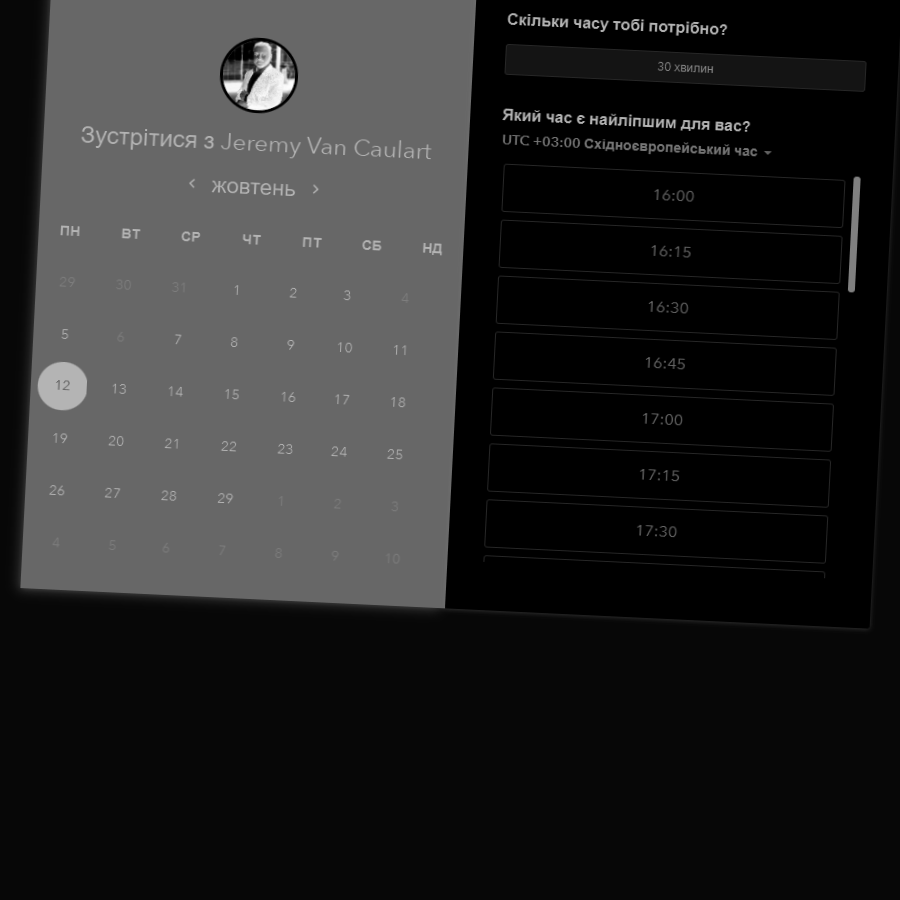 Зустрітися з Jeremy Van Caulart
жовтень
ПН ВТ СР ЧТ ПТ СБ НД
29 30 31 1 2 3 4
5 6 7 8 9 10 11
12 13 14 15 16 17 18
19 20 21 22 23 24 25
26 27 28 29 1 2 3
4 5 6 7 8 9 10
Скільки часу тобі потрібно?
30 хвилин
Який час є найліпшим для вас?
UTC +03:00 Східноєвропейський час
16:00
16:15
16:30
16:45
17:00
17:15
17:30